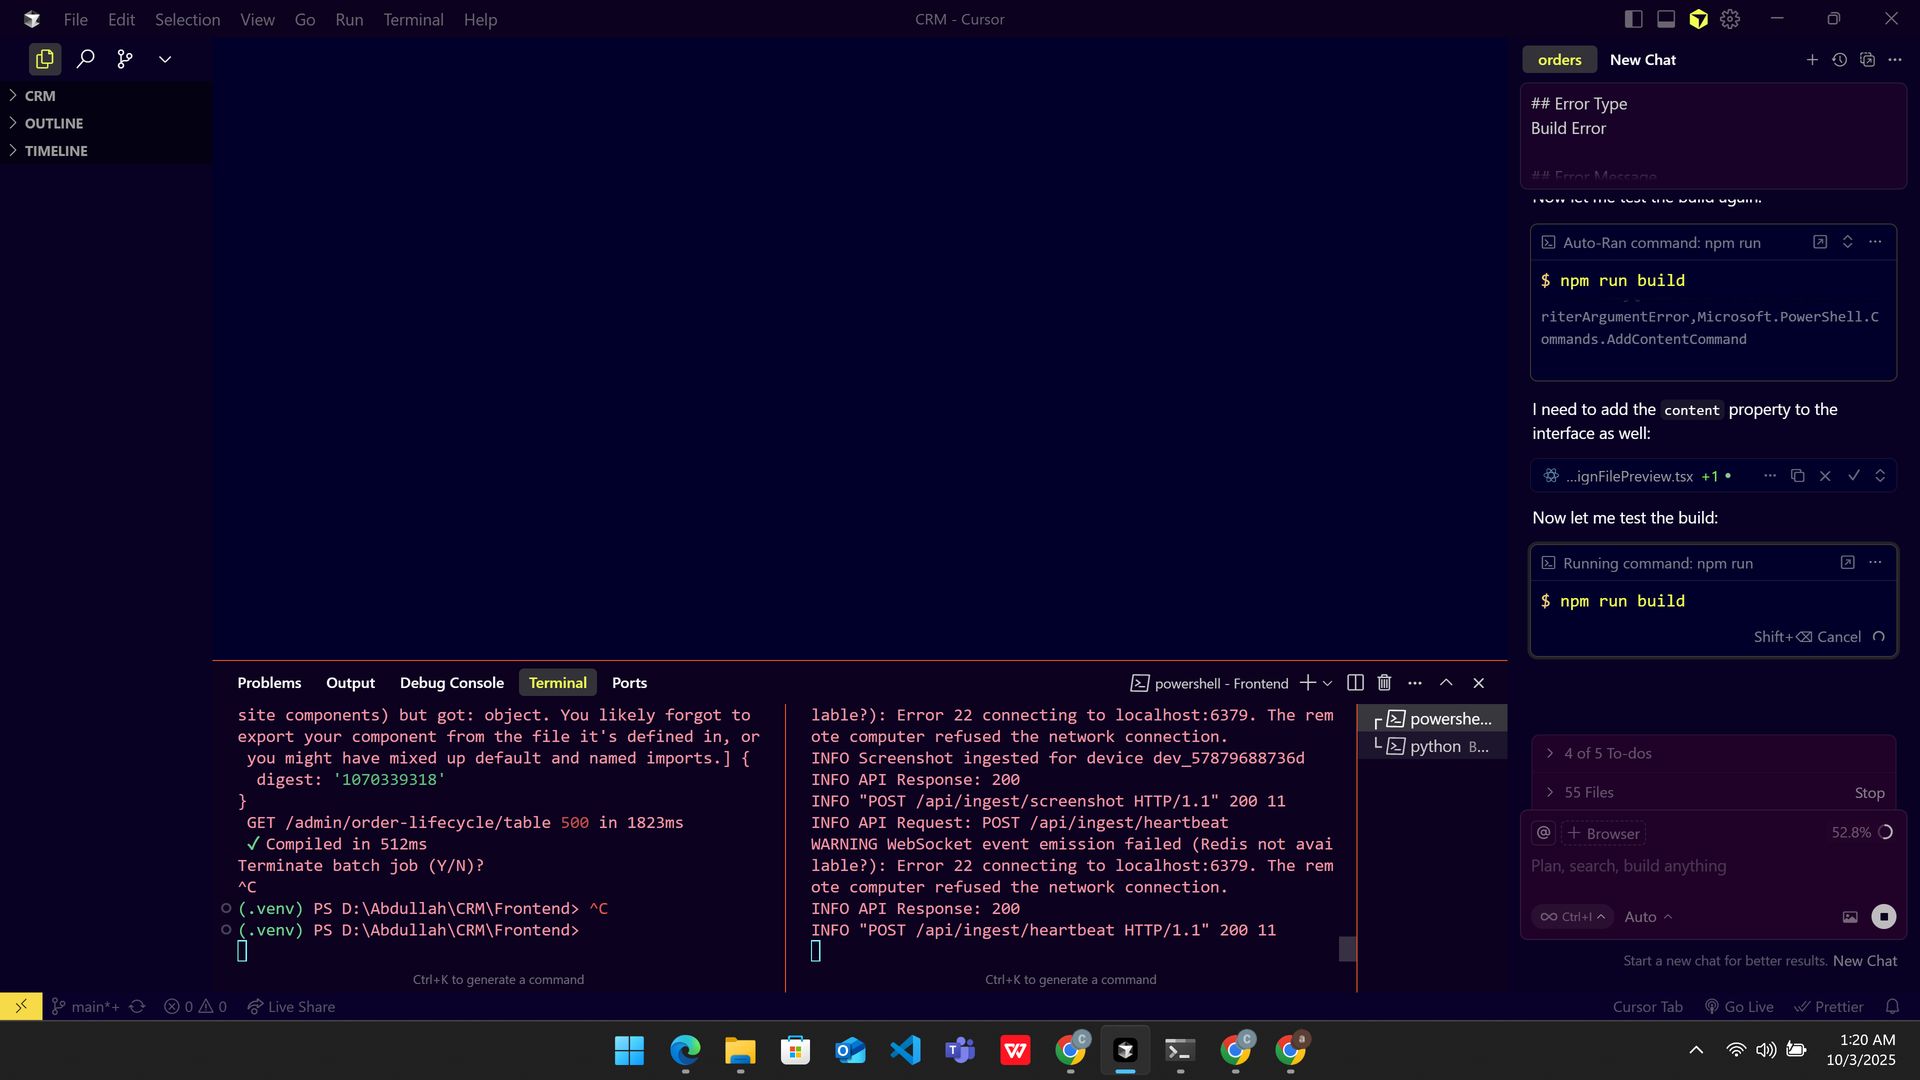 File Edit Selection View Go Run Terminal Help
CRM - Cursor
CRM
OUTLINE
TIMELINE
orders New Chat
## Error Type
Build Error
## Error Message
Now let me test the build again:
Auto-Ran command: npm run
$ npm run build
riterArgumentError,Microsoft.PowerShell.C
ommands.AddContentCommand
I need to add the content property to the
interface as well:
...ignFilePreview.tsx +1
Now let me test the build:
Running command: npm run
$ npm run build
Shift+⌫ Cancel
4 of 5 To-dos
55 Files Stop
@ + Browser 52.8%
Plan, search, build anything
∞ Ctrl+I Auto
Start a new chat for better results. New Chat
Problems Output Debug Console Terminal Ports
powershell - Frontend
site components) but got: object. You likely forgot to
export your component from the file it's defined in, or
you might have mixed up default and named imports.] {
digest: '1070339318'
}
GET /admin/order-lifecycle/table 500 in 1823ms
✓ Compiled in 512ms
Terminate batch job (Y/N)?
^C
(.venv) PS D:\Abdullah\CRM\Frontend> ^C
(.venv) PS D:\Abdullah\CRM\Frontend>
Ctrl+K to generate a command
lable?): Error 22 connecting to localhost:6379. The rem
ote computer refused the network connection.
INFO Screenshot ingested for device dev_57879688736d
INFO API Response: 200
INFO "POST /api/ingest/screenshot HTTP/1.1" 200 11
INFO API Request: POST /api/ingest/heartbeat
WARNING WebSocket event emission failed (Redis not avai
lable?): Error 22 connecting to localhost:6379. The rem
ote computer refused the network connection.
INFO API Response: 200
INFO "POST /api/ingest/heartbeat HTTP/1.1" 200 11
Ctrl+K to generate a command
powershe...
python B...
main*+ 0 0 Live Share
Cursor Tab Go Live Prettier
1:20 AM
10/3/2025